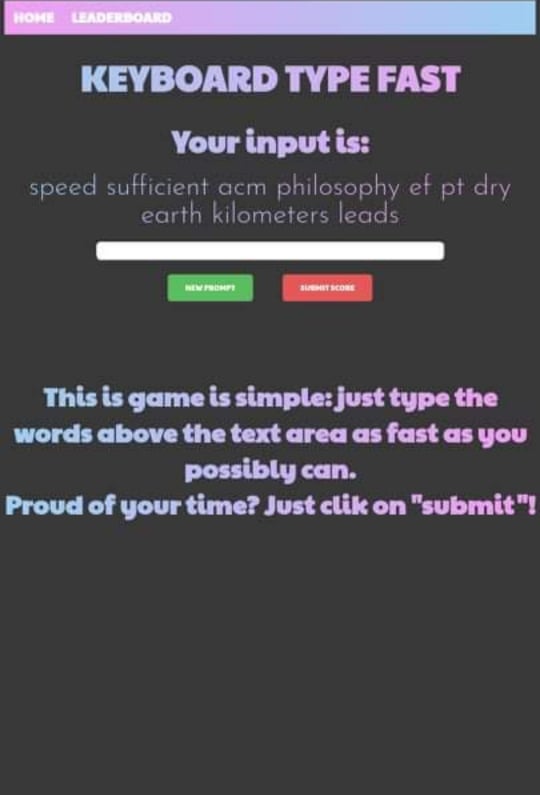 HOME LEADERBOARD
KEYBOARD TYPE FAST
Your input is:
speed sufficient acm philosophy ef pt dry
earth kilometers leads
NEW PROMPT SUBMIT SCORE
This is game is simple: just type the
words above the text area as fast as you
possibly can.
Proud of your time? Just clik on "submit"!